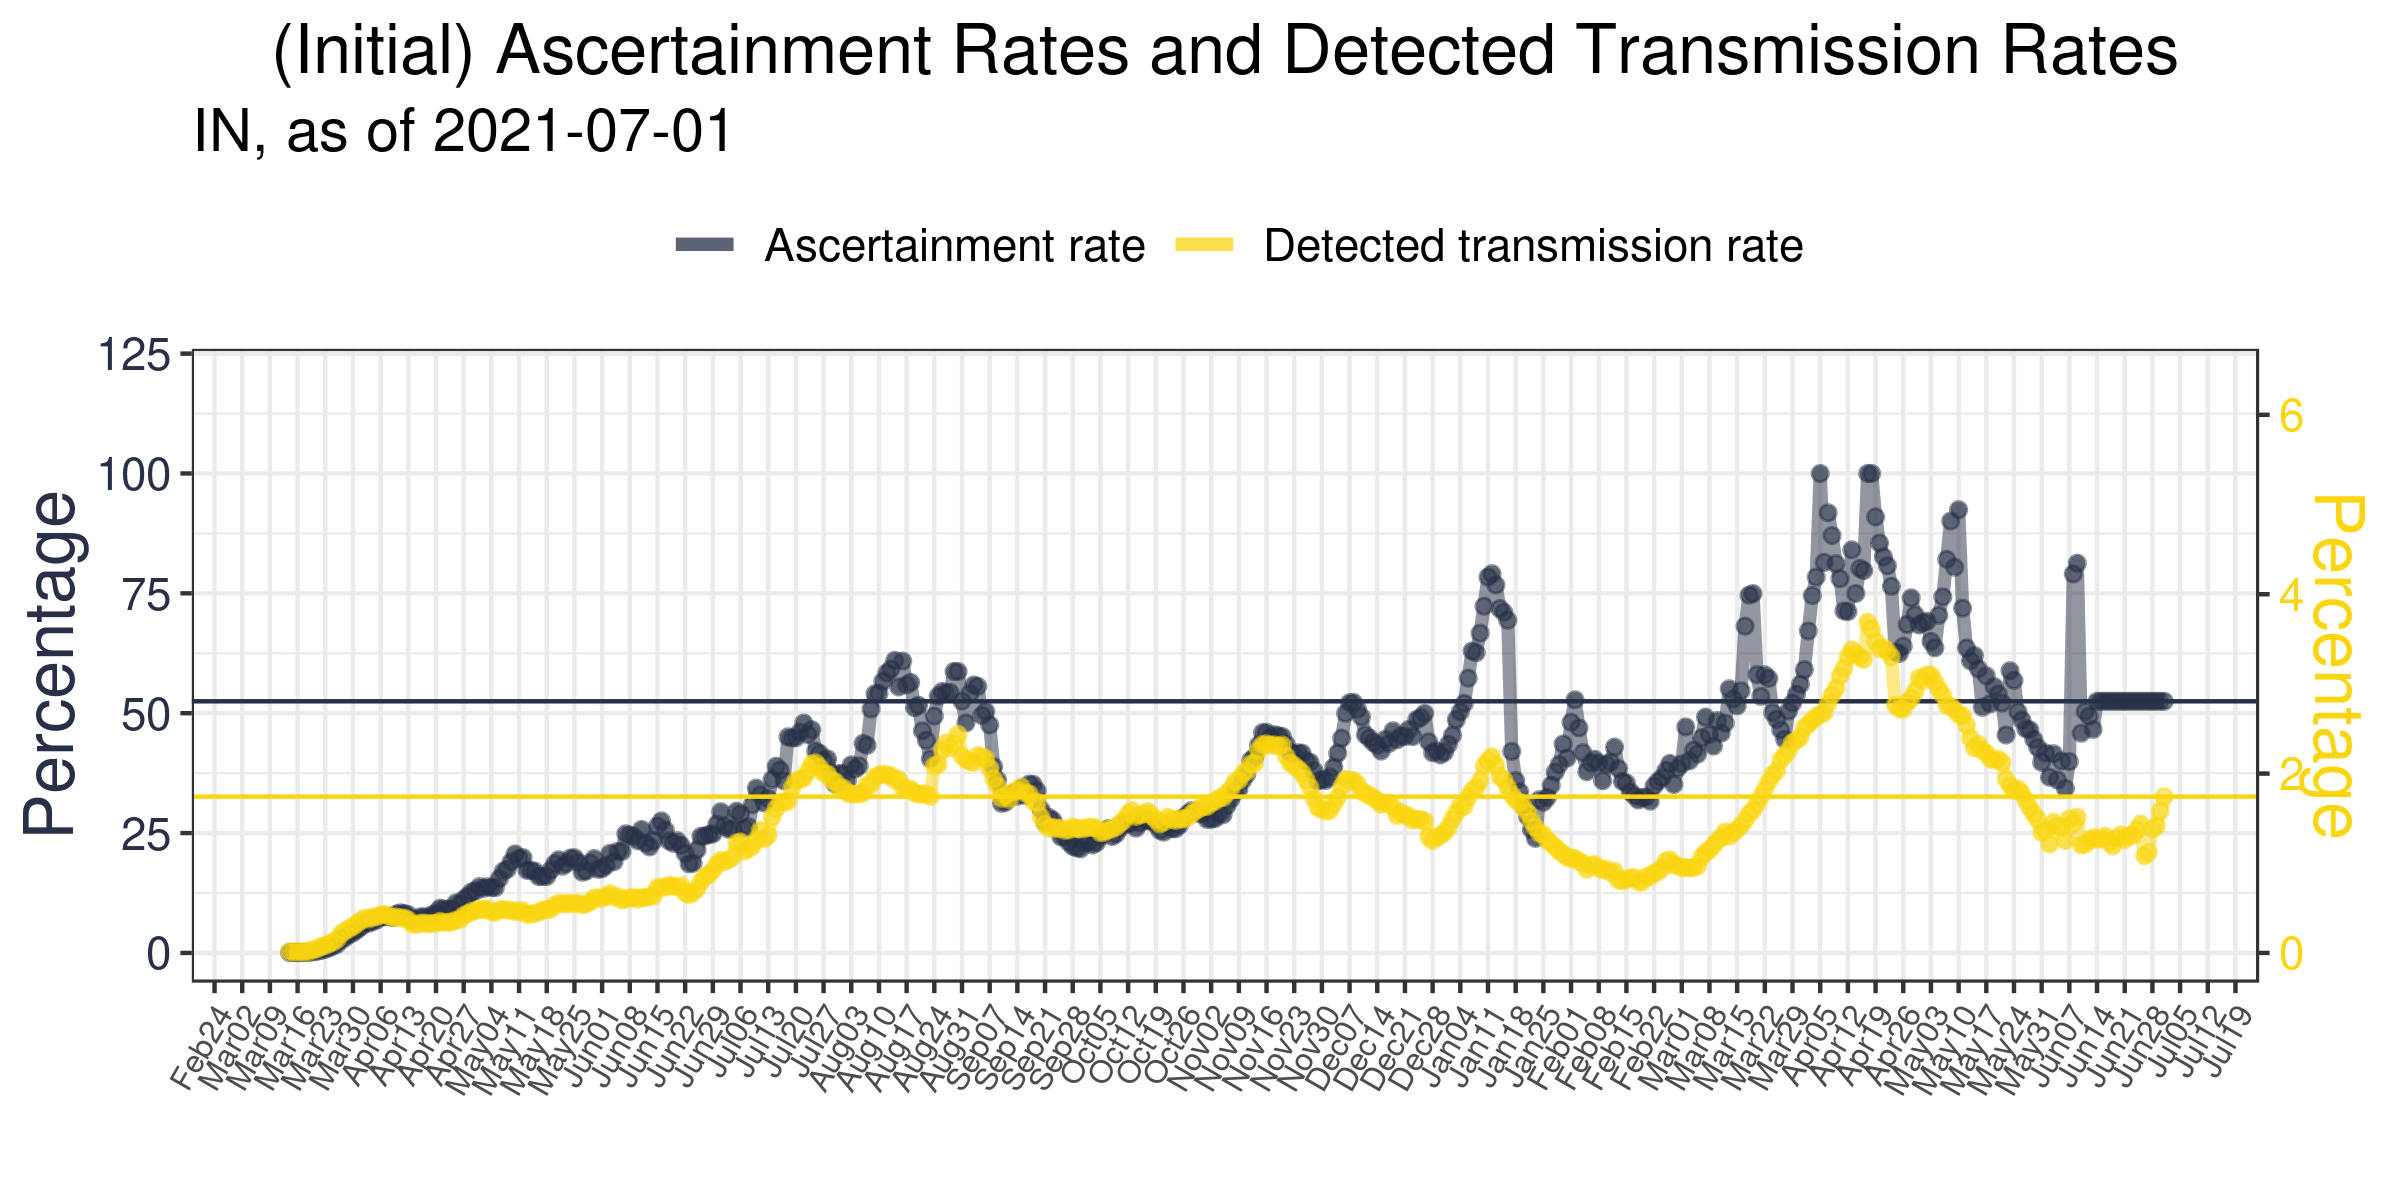 (Initial) Ascertainment Rates and Detected Transmission Rates
IN, as of 2021-07-01
Ascertainment rate
Detected transmission rate
Percentage
125
100
75
50
25
0
6
4
2
0
Percentage
Feb24
Mar02
Mar09
Mar16
Mar23
Mar30
Apr06
Apr13
Apr20
Apr27
May04
May11
May18
May25
Jun01
Jun08
Jun15
Jun22
Jun29
Jul06
Jul13
Jul20
Jul27
Aug03
Aug10
Aug17
Aug24
Aug31
Sep07
Sep14
Sep21
Sep28
Oct05
Oct12
Oct19
Oct26
Nov02
Nov09
Nov16
Nov23
Nov30
Dec07
Dec14
Dec21
Dec28
Jan04
Jan11
Jan18
Jan25
Feb01
Feb08
Feb15
Feb22
Mar01
Mar08
Mar15
Mar22
Mar29
Apr05
Apr12
Apr19
Apr26
May03
May10
May17
May24
May31
Jun07
Jun14
Jun21
Jun28
Jul05
Jul12
Jul19